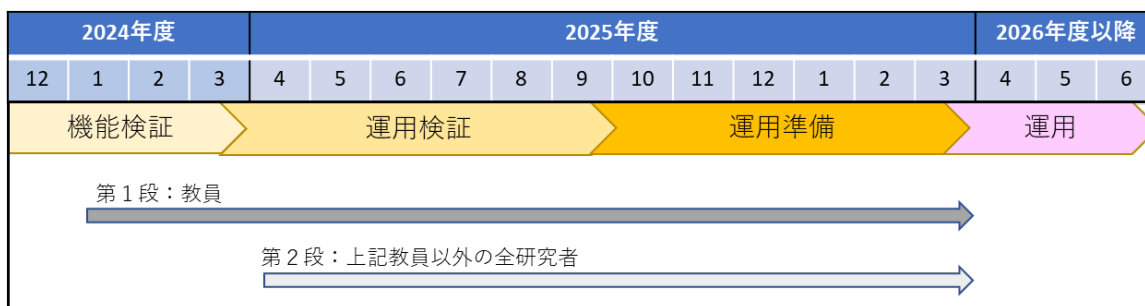 2024年度 2025年度 2026年度以降
12 1 2 3 4 5 6 7 8 9 10 11 12 1 2 3 4 5 6
機能検証 運用検証 運用準備 運用
第１段：教員
第２段：上記教員以外の全研究者